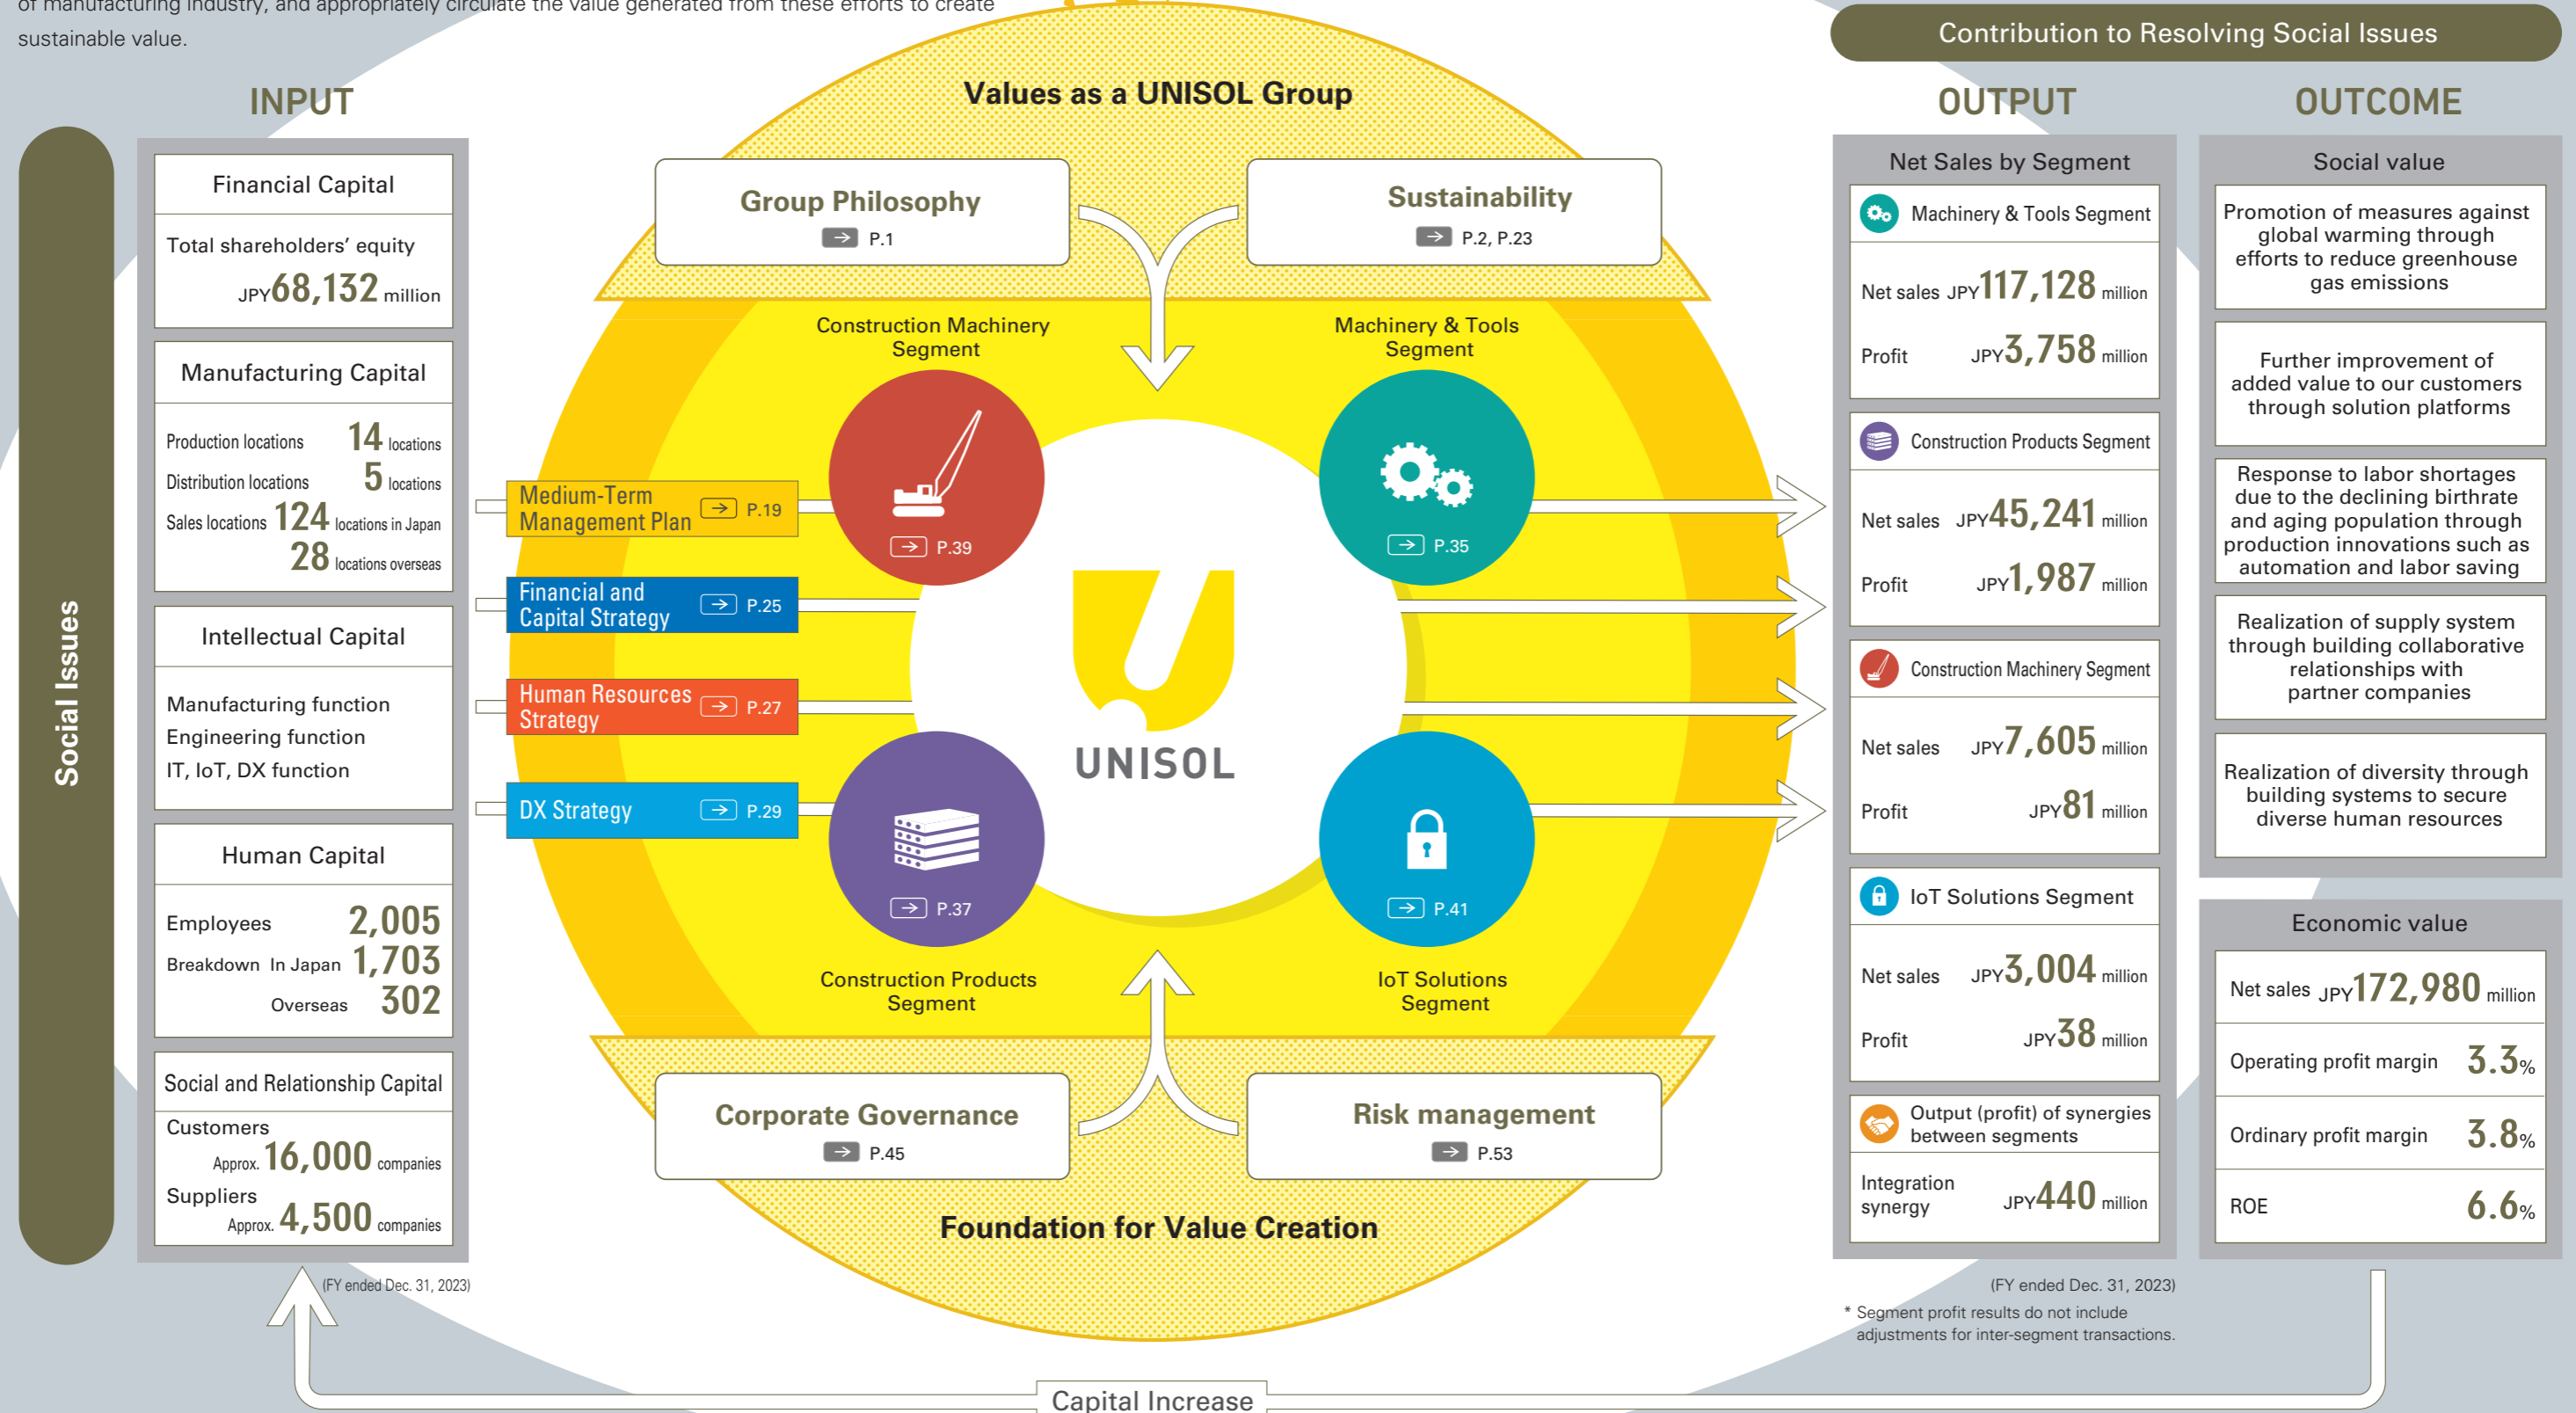 of manufacturing industry, and appropriately circulate the value generated from these efforts to create
sustainable value.
Social Issues
INPUT
Financial Capital
Total shareholders' equity
JPY68,132 million
Manufacturing Capital
Production locations 14 locations
Distribution locations 5 locations
Sales locations 124 locations in Japan
28 locations overseas
Intellectual Capital
Manufacturing function
Engineering function
IT, IoT, DX function
Human Capital
Employees 2,005
Breakdown In Japan 1,703
Overseas 302
Social and Relationship Capital
Customers
Approx. 16,000 companies
Suppliers
Approx. 4,500 companies
(FY ended Dec. 31, 2023)
Values as a UNISOL Group
Group Philosophy
P.1
Sustainability
P.2, P.23
Construction Machinery
Segment
P.39
Machinery & Tools
Segment
P.35
Medium-Term
Management Plan P.19
Financial and
Capital Strategy P.25
Human Resources
Strategy P.27
DX Strategy P.29
UNISOL
P.37
Construction Products
Segment
P.41
IoT Solutions
Segment
Corporate Governance
P.45
Risk management
P.53
Foundation for Value Creation
Contribution to Resolving Social Issues
OUTPUT
Net Sales by Segment
Machinery & Tools Segment
Net sales JPY117,128 million
Profit JPY3,758 million
Construction Products Segment
Net sales JPY45,241 million
Profit JPY1,987 million
Construction Machinery Segment
Net sales JPY7,605 million
Profit JPY81 million
IoT Solutions Segment
Net sales JPY3,004 million
Profit JPY38 million
Output (profit) of synergies
between segments
Integration
synergy JPY440 million
(FY ended Dec. 31, 2023)
* Segment profit results do not include
adjustments for inter-segment transactions.
OUTCOME
Social value
Promotion of measures against
global warming through
efforts to reduce greenhouse
gas emissions
Further improvement of
added value to our customers
through solution platforms
Response to labor shortages
due to the declining birthrate
and aging population through
production innovations such as
automation and labor saving
Realization of supply system
through building collaborative
relationships with
partner companies
Realization of diversity through
building systems to secure
diverse human resources
Economic value
Net sales JPY172,980 million
Operating profit margin 3.3%
Ordinary profit margin 3.8%
ROE 6.6%
Capital Increase